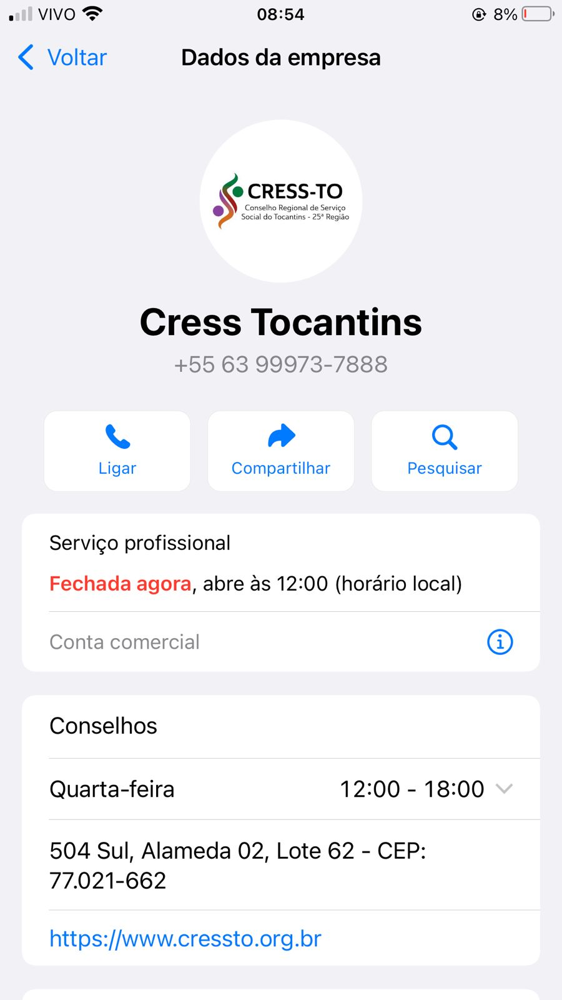 VIVO 08:54 8%
Voltar Dados da empresa
CRESS-TO
Conselho Regional de Serviço
Social do Tocantins - 25ª Região
Cress Tocantins
+55 63 99973-7888
Ligar Compartilhar Pesquisar
Serviço profissional
Fechada agora, abre às 12:00 (horário local)
Conta comercial
Conselhos
Quarta-feira 12:00 - 18:00
504 Sul, Alameda 02, Lote 62 - CEP:
77.021-662
https://www.cressto.org.br